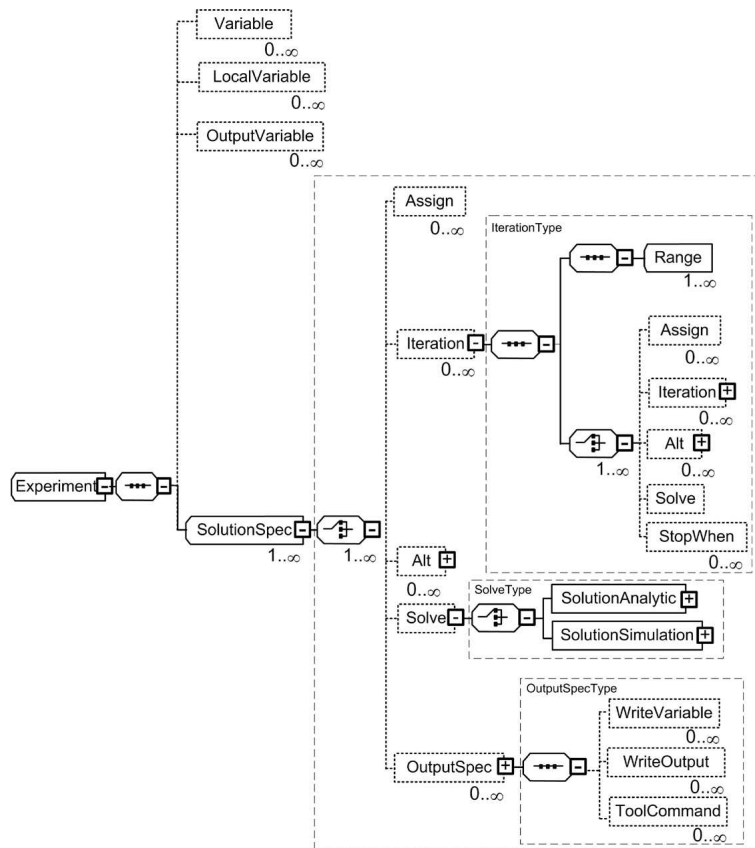 Variable
0..∞
LocalVariable
0..∞
OutputVariable
0..∞
Assign
0..∞
IterationType
Range
1..∞
Assign
0..∞
Iteration
0..∞
Iteration
0..∞
Alt
0..∞
1..∞
Solve
StopWhen
0..∞
Experiment
SolutionSpec
1..∞
1..∞
Alt
0..∞
SolveType
SolutionAnalytic
Solve
SolutionSimulation
OutputSpecType
WriteVariable
0..∞
OutputSpec
0..∞
WriteOutput
0..∞
ToolCommand
0..∞